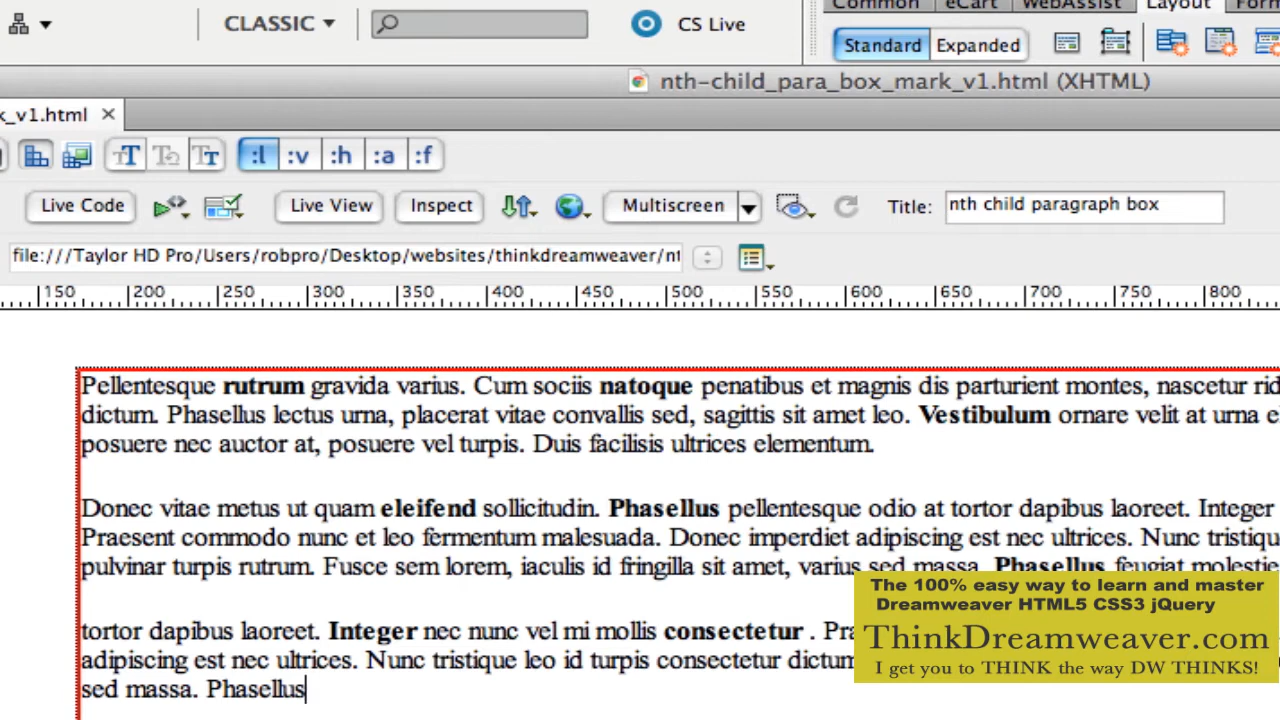 Common eCart WebAssist Layout Form
CLASSIC CS Live
Standard Expanded
nth-child_para_box_mark_v1.html (XHTML)
k_v1.html
:l :v :h :a :f
Live Code Live View Inspect Multiscreen Title: nth child paragraph box
file:///Taylor HD Pro/Users/robpro/Desktop/websites/thinkdreamweaver/nt
150 200 250 300 350 400 450 500 550 600 650 700 750 800
Pellentesque rutrum gravida varius. Cum sociis natoque penatibus et magnis dis parturient montes, nascetur rid
dictum. Phasellus lectus urna, placerat vitae convallis sed, sagittis sit amet leo. Vestibulum ornare velit at urna e
posuere nec auctor at, posuere vel turpis. Duis facilisis ultrices elementum.
Donec vitae metus ut quam eleifend sollicitudin. Phasellus pellentesque odio at tortor dapibus laoreet. Integer
Praesent commodo nunc et leo fermentum malesuada. Donec imperdiet adipiscing est nec ultrices. Nunc tristiqu
pulvinar turpis rutrum. Fusce sem lorem, iaculis id fringilla sit amet, varius sed massa. Phasellus feugiat molestie
tortor dapibus laoreet. Integer nec nunc vel mi mollis consectetur . Pra
adipiscing est nec ultrices. Nunc tristique leo id turpis consectetur dictum
sed massa. Phasellus
The 100% easy way to learn and master
Dreamweaver HTML5 CSS3 jQuery
ThinkDreamweaver.com
I get you to THINK the way DW THINKS!